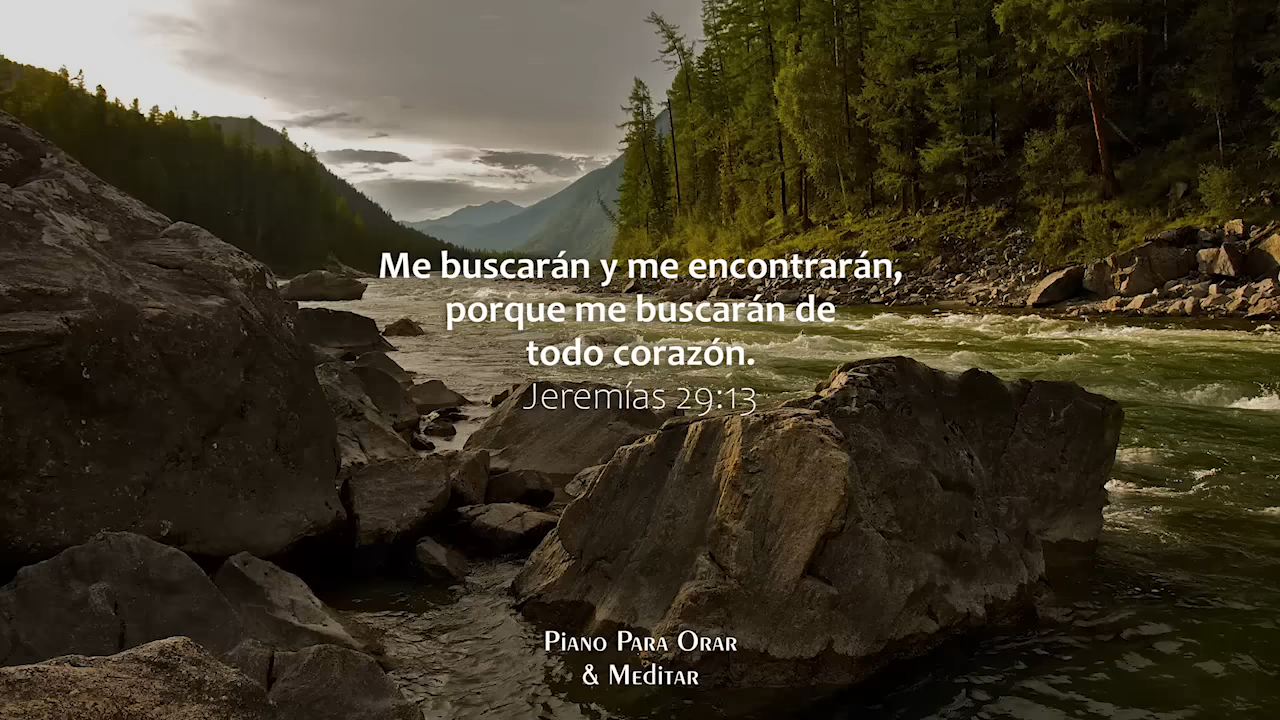 Me buscarán y me encontrarán,
porque me buscarán de
todo corazón.
Jeremías 29:13
Piano Para Orar
& Meditar